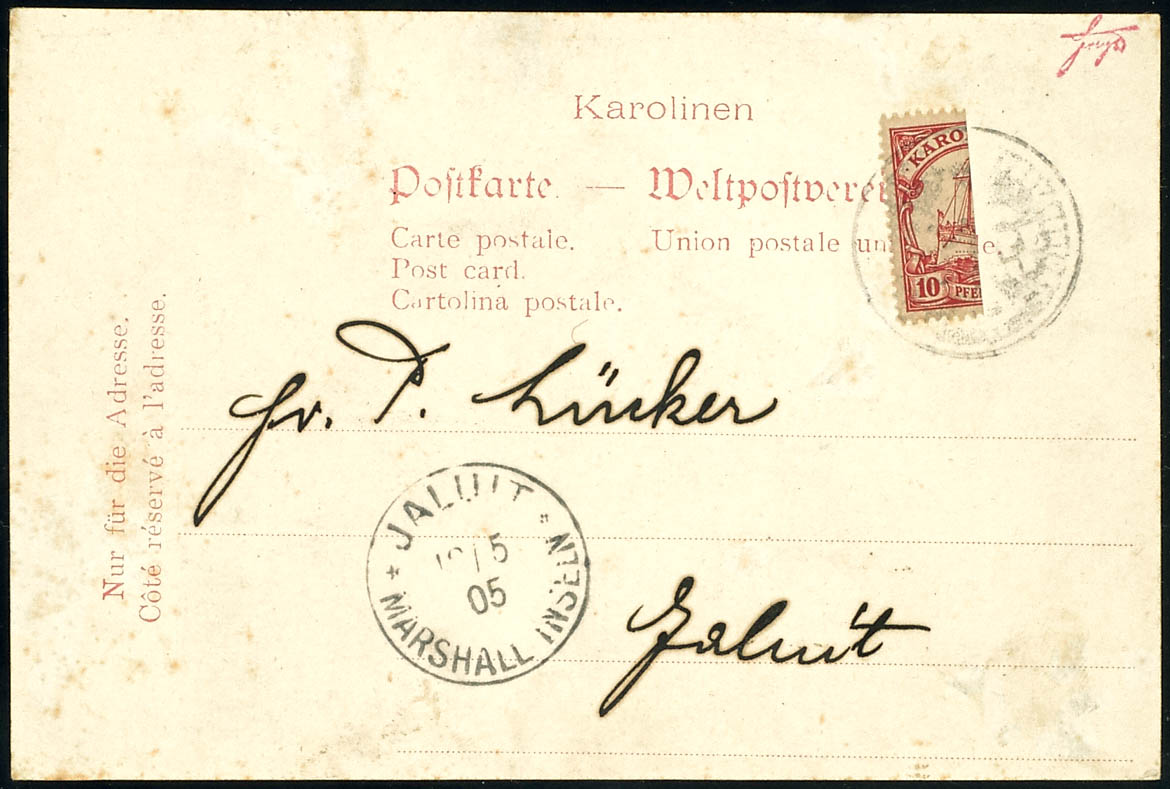 Karolinen
Postkarte. — Weltpostverei
Carte postale. Union postale un e.
Post card.
Cartolina postale.
KARO
10 PFE
Nur für die Adresse.
Côté réservé à l'adresse.
Hr. P. Lücker
* JALUIT *
/5
05
MARSHALL INSELN
Jaluit